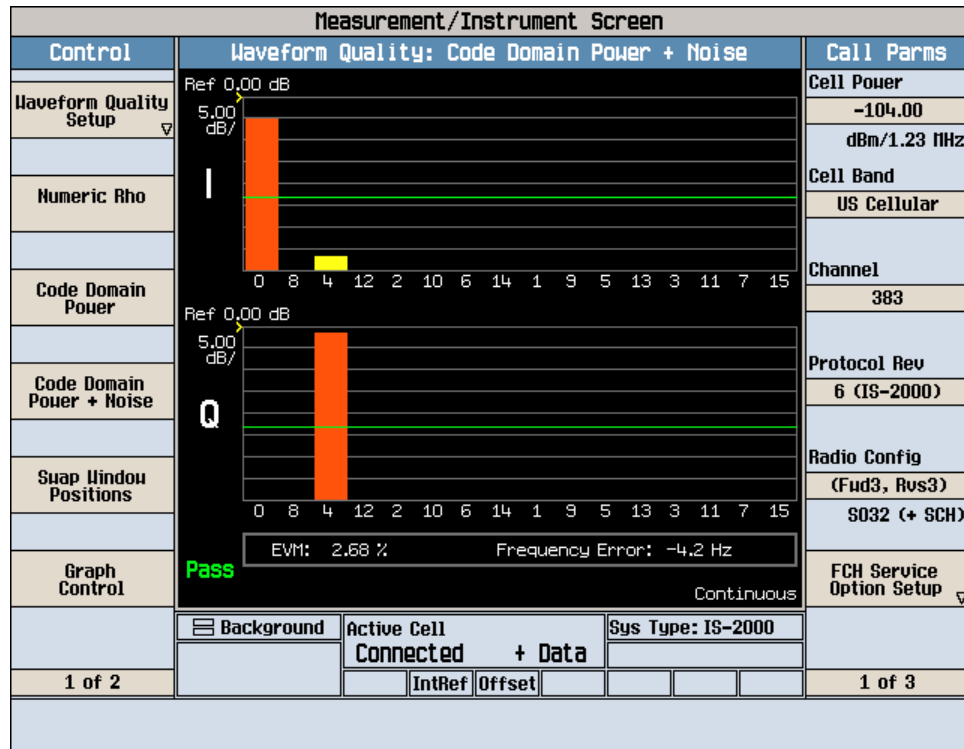 Measurement/Instrument Screen
Control
Waveform Quality: Code Domain Power + Noise
Call Parms
Waveform Quality
Setup
Numeric Rho
Code Domain
Power
Code Domain
Power + Noise
Swap Window
Positions
Graph
Control
1 of 2
Ref 0.00 dB
5.00
dB/
I
0 8 4 12 2 10 6 14 1 9 5 13 3 11 7 15
Ref 0.00 dB
5.00
dB/
Q
0 8 4 12 2 10 6 14 1 9 5 13 3 11 7 15
EVM: 2.68 % Frequency Error: -4.2 Hz
Pass
Continuous
Background
Active Cell
Sys Type: IS-2000
Connected + Data
IntRef Offset
Cell Power
-104.00
dBm/1.23 MHz
Cell Band
US Cellular
Channel
383
Protocol Rev
6 (IS-2000)
Radio Config
(Fwd3, Rvs3)
SO32 (+ SCH)
FCH Service
Option Setup
1 of 3